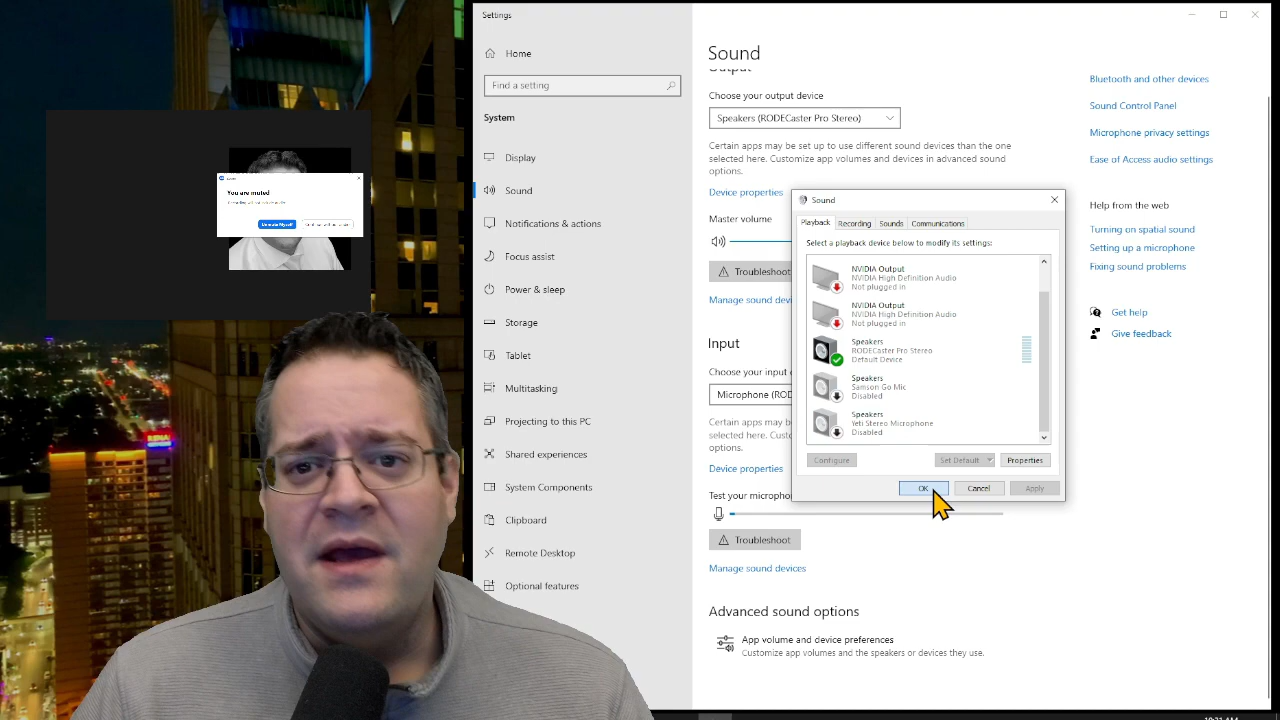 Settings
Home
Find a setting
System
Display
Sound
Notifications & actions
Focus assist
Power & sleep
Storage
Tablet
Multitasking
Projecting to this PC
Shared experiences
System Components
Clipboard
Remote Desktop
Optional features
Sound
Output
Choose your output device
Speakers (RODECaster Pro Stereo)
Certain apps may be set up to use different sound devices than the one
selected here. Customize app volumes and devices in advanced sound
options.
Device properties
Master volume
Troubleshoot
Manage sound devi
Input
Choose your input
Microphone (ROD
Certain apps may
selected here. Cust
options.
Device properties
Test your microphon
Troubleshoot
Manage sound devices
Advanced sound options
App volume and device preferences
Customize app volumes and the speakers or devices they use.
Sound
Playback Recording Sounds Communications
Select a playback device below to modify its settings:
NVIDIA Output
NVIDIA High Definition Audio
Not plugged in
NVIDIA Output
NVIDIA High Definition Audio
Not plugged in
Speakers
RODECaster Pro Stereo
Default Device
Speakers
Samson Go Mic
Disabled
Speakers
Yeti Stereo Microphone
Disabled
Configure Set Default Properties
OK Cancel Apply
Bluetooth and other devices
Sound Control Panel
Microphone privacy settings
Ease of Access audio settings
Help from the web
Turning on spatial sound
Setting up a microphone
Fixing sound problems
Get help
Give feedback
You are muted
Unmute Myself